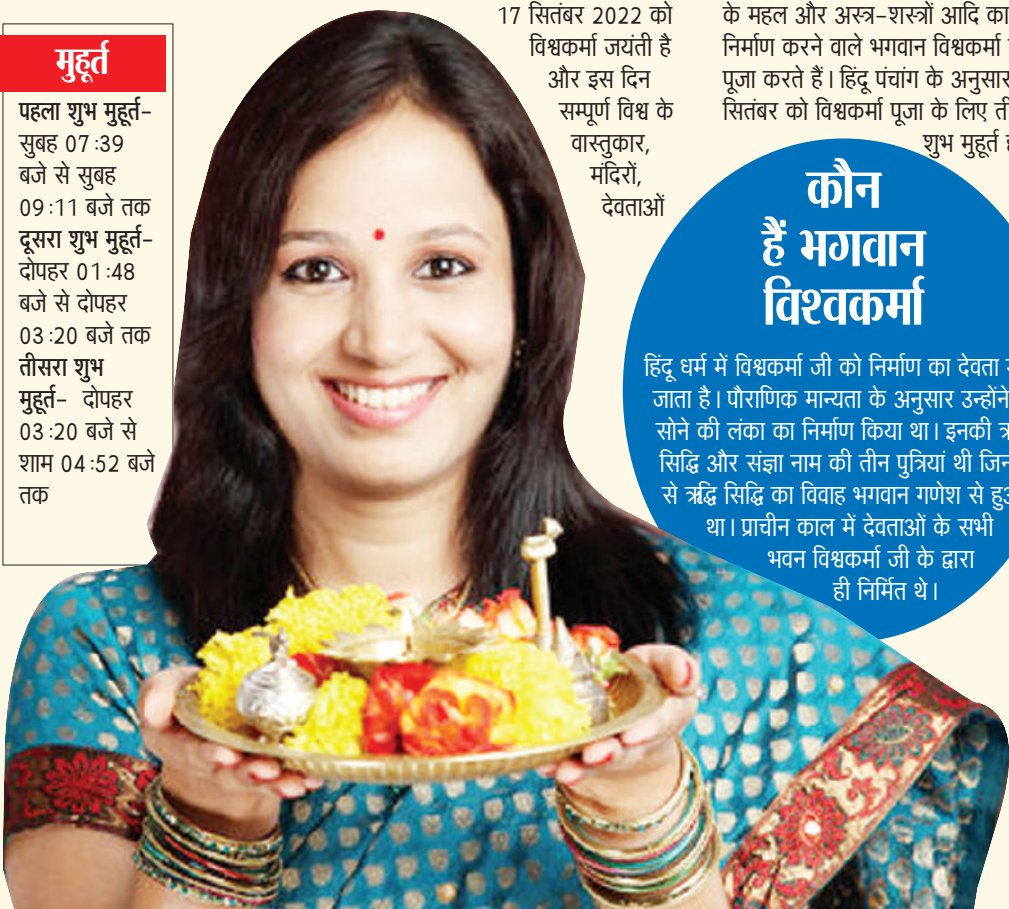 मुहूर्त
पहला शुभ मुहूर्त-
सुबह 07:39
बजे से सुबह
09:11 बजे तक
दूसरा शुभ मुहूर्त-
दोपहर 01:48
बजे से दोपहर
03:20 बजे तक
तीसरा शुभ
मुहूर्त- दोपहर
03:20 बजे से
शाम 04:52 बजे
तक
17 सितंबर 2022 को
विश्वकर्मा जयंती है
और इस दिन
सम्पूर्ण विश्व के
वास्तुकार,
मंदिरों,
देवताओं
के महल और अस्त्र-शस्त्रों आदि का
निर्माण करने वाले भगवान विश्वकर्मा
पूजा करते हैं। हिंदू पंचांग के अनुसार
सितंबर को विश्वकर्मा पूजा के लिए
शुभ मुहूर्त
कौन
हैं भगवान
विश्वकर्मा
हिंदू धर्म में विश्वकर्मा जी को निर्माण का देवता
जाता है। पौराणिक मान्यता के अनुसार उन्होंने
सोने की लंका का निर्माण किया था। इनकी
सिद्धि और संज्ञा नाम की तीन पुत्रियां थी
से ऋद्धि सिद्धि का विवाह भगवान गणेश से
था। प्राचीन काल में देवताओं के सभी
भवन विश्वकर्मा जी के द्वारा
ही निर्मित थे।